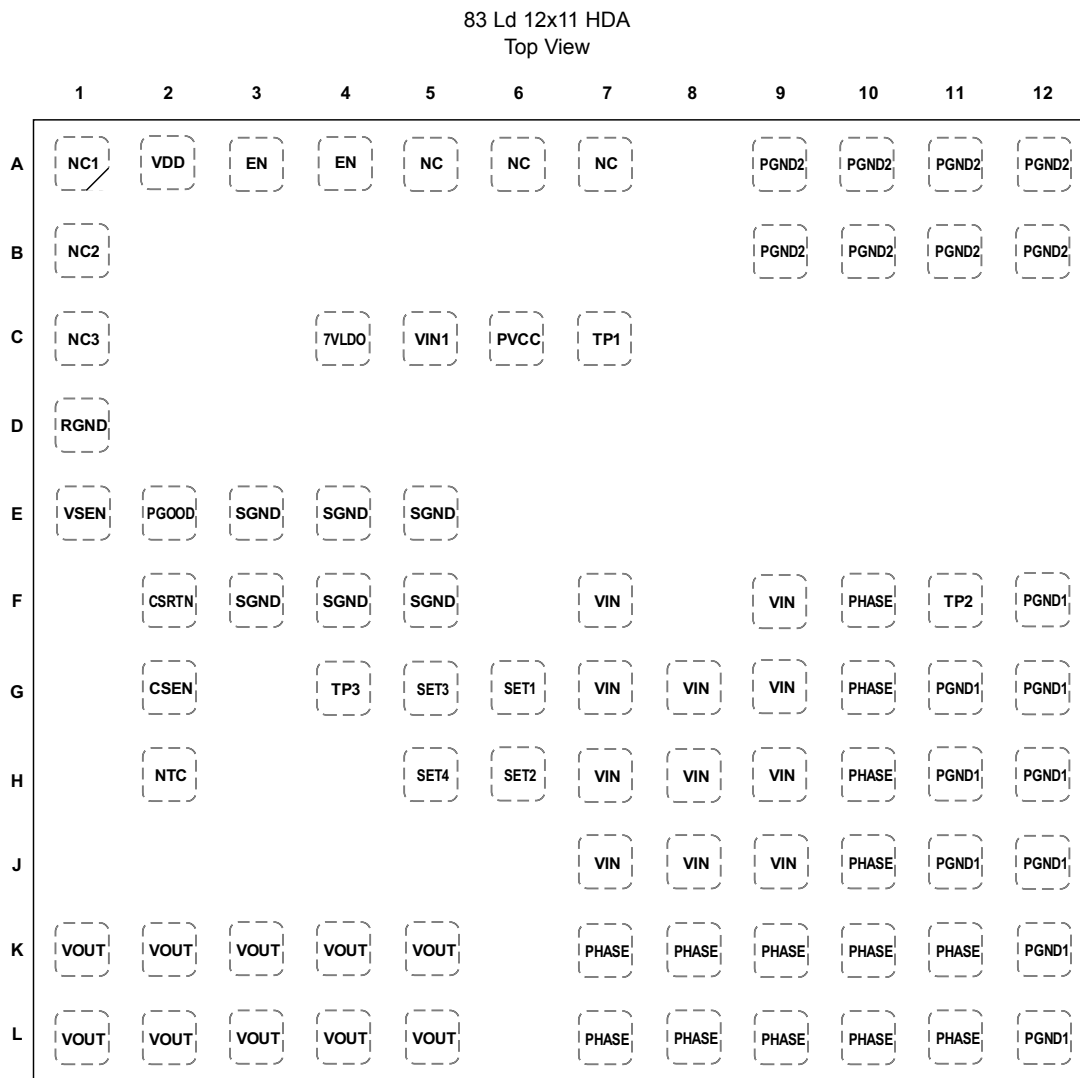 83 Ld 12x11 HDA
Top View
1 2 3 4 5 6 7 8 9 10 11 12
A NC1 VDD EN EN NC NC NC PGND2 PGND2 PGND2 PGND2
B NC2 PGND2 PGND2 PGND2 PGND2
C NC3 7VLDO VIN1 PVCC TP1
D RGND
E VSEN PGOOD SGND SGND SGND
F CSRTN SGND SGND SGND VIN VIN PHASE TP2 PGND1
G CSEN TP3 SET3 SET1 VIN VIN VIN PHASE PGND1 PGND1
H NTC SET4 SET2 VIN VIN VIN PHASE PGND1 PGND1
J VIN VIN VIN PHASE PGND1 PGND1
K VOUT VOUT VOUT VOUT VOUT PHASE PHASE PHASE PHASE PHASE PGND1
L VOUT VOUT VOUT VOUT VOUT PHASE PHASE PHASE PHASE PHASE PGND1